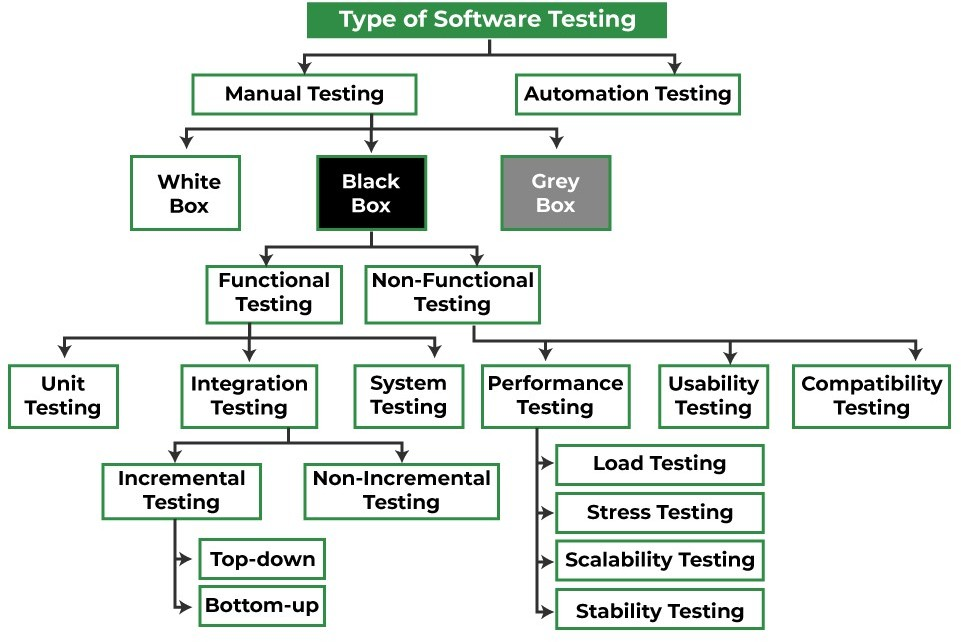 Type of Software Testing
Manual Testing
Automation Testing
White
Box
Black
Box
Grey
Box
Functional
Testing
Non-Functional
Testing
Unit
Testing
Integration
Testing
System
Testing
Performance
Testing
Usability
Testing
Compatibility
Testing
Incremental
Testing
Non-Incremental
Testing
Top-down
Bottom-up
Load Testing
Stress Testing
Scalability Testing
Stability Testing